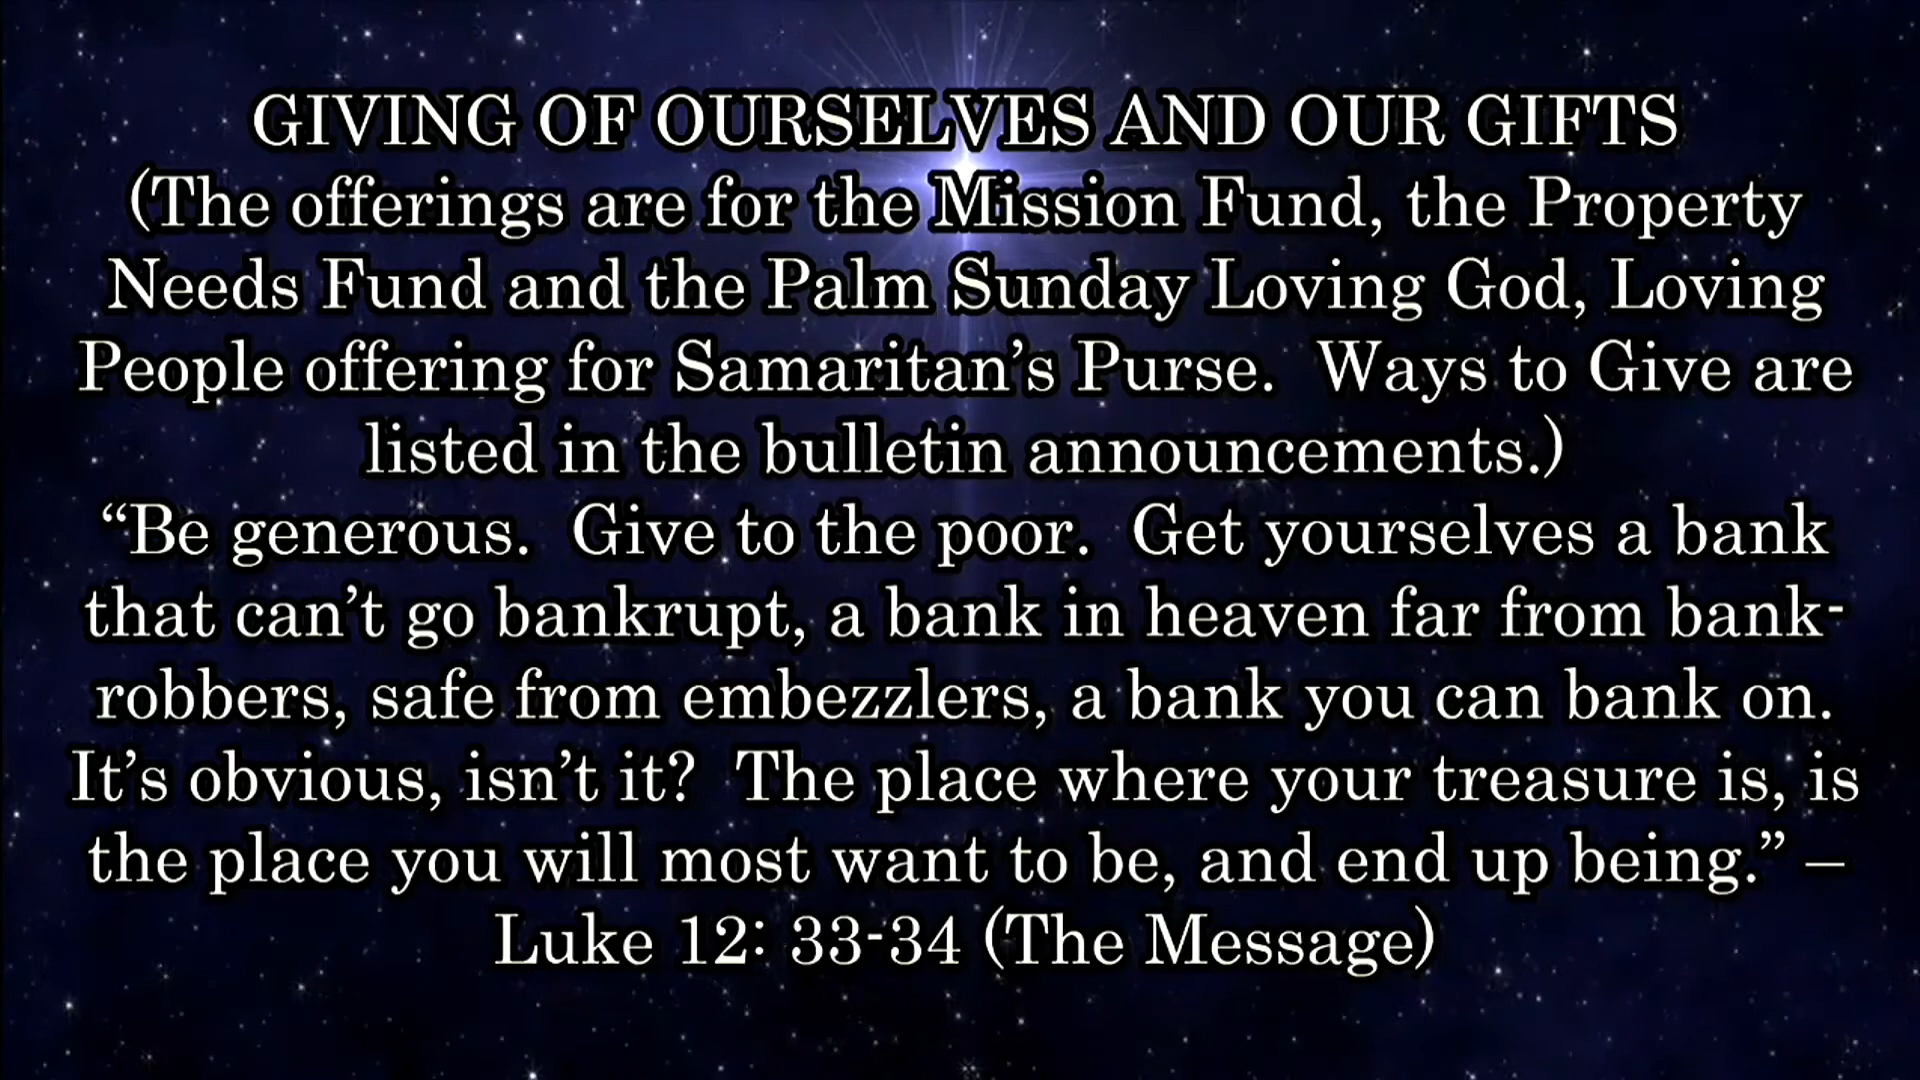 GIVING OF OURSELVES AND OUR GIFTS
(The offerings are for the Mission Fund, the Property
Needs Fund and the Palm Sunday Loving God, Loving
People offering for Samaritan’s Purse.  Ways to Give are
listed in the bulletin announcements.)
“Be generous.  Give to the poor.  Get yourselves a bank
that can’t go bankrupt, a bank in heaven far from bank-
robbers, safe from embezzlers, a bank you can bank on.
It’s obvious, isn’t it?  The place where your treasure is, is
the place you will most want to be, and end up being.” –
Luke 12: 33-34 (The Message)